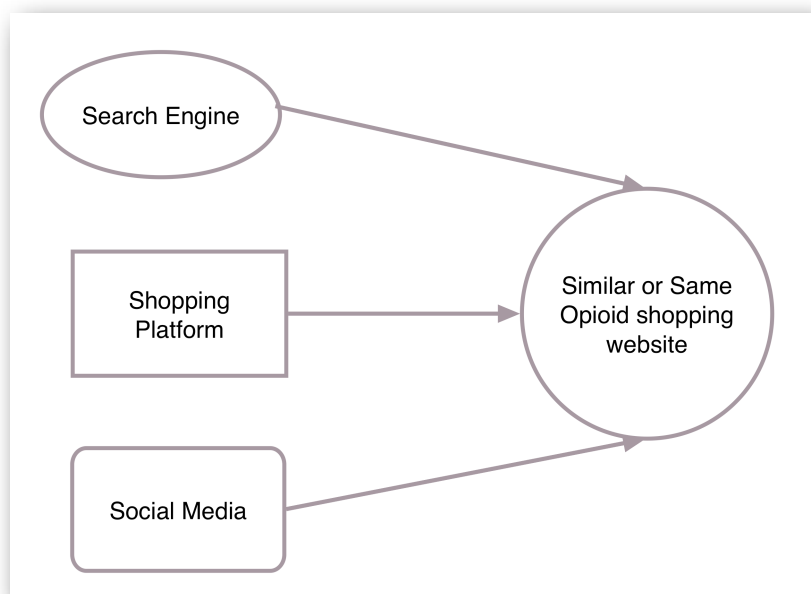 Search Engine
Shopping
Platform
Social Media
Similar or Same
Opioid shopping
website